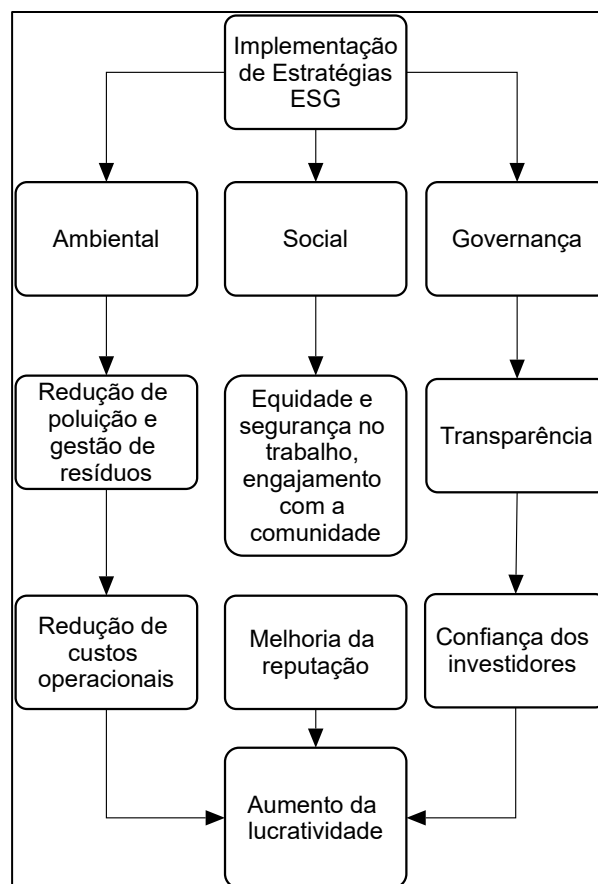 Implementação
de Estratégias
ESG
Ambiental
Social
Governança
Redução de
poluição e
gestão de
resíduos
Equidade e
segurança no
trabalho,
engajamento
com a
comunidade
Transparência
Redução de
custos
operacionais
Melhoria da
reputação
Confiança dos
investidores
Aumento da
lucratividade